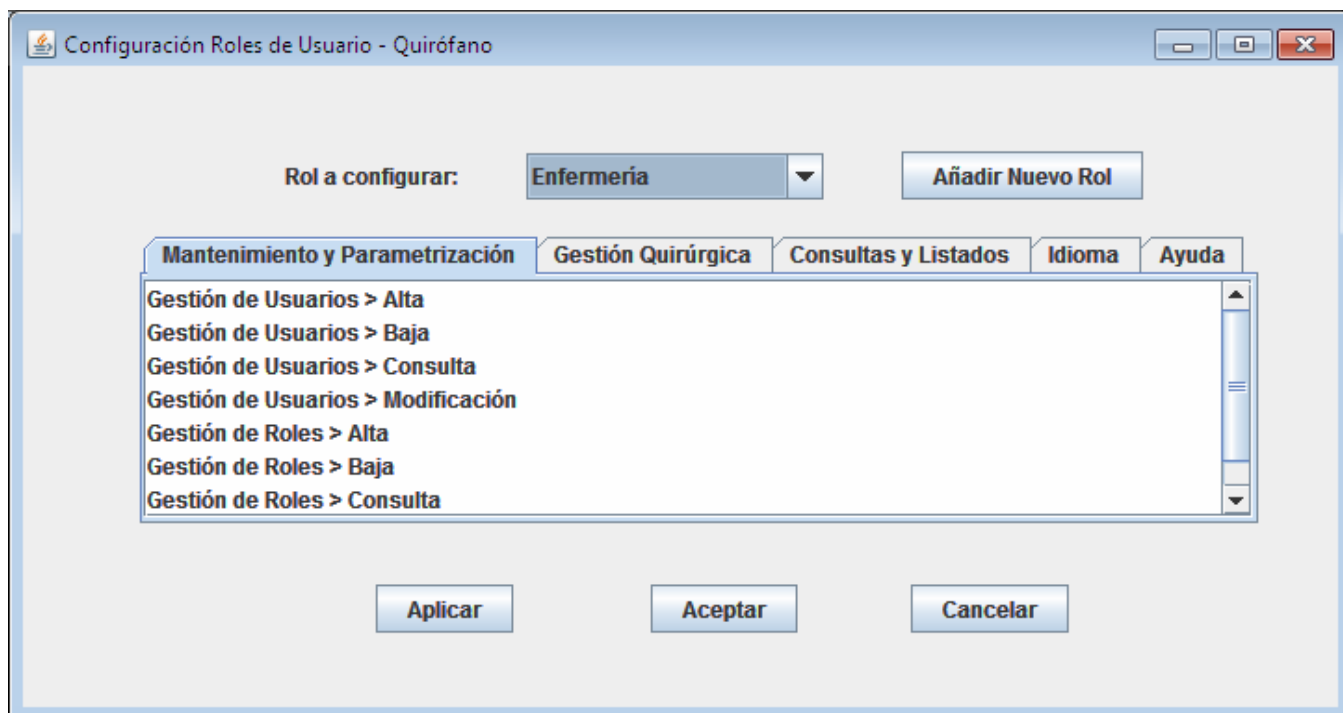 Configuración Roles de Usuario - Quirófano
Rol a configurar: Enfermería Añadir Nuevo Rol
Mantenimiento y Parametrización Gestión Quirúrgica Consultas y Listados Idioma Ayuda
Gestión de Usuarios > Alta
Gestión de Usuarios > Baja
Gestión de Usuarios > Consulta
Gestión de Usuarios > Modificación
Gestión de Roles > Alta
Gestión de Roles > Baja
Gestión de Roles > Consulta
Aplicar Aceptar Cancelar